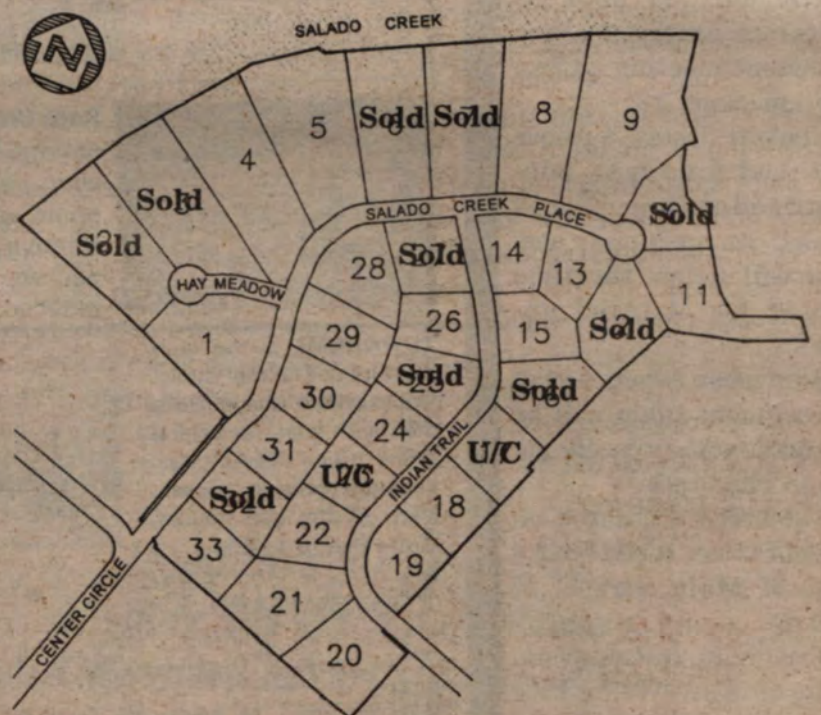 N
SALADO CREEK
5
Sold
Sold
8
9
4
Sold
Sold
Sold
SALADO CREEK PLACE
HAY MEADOW
28
Sold
14
13
11
1
29
26
15
Sold
30
Sold
Sold
31
24
INDIAN TRAIL
U/C
U/C
Sold
18
33
22
19
CENTER CIRCLE
21
20